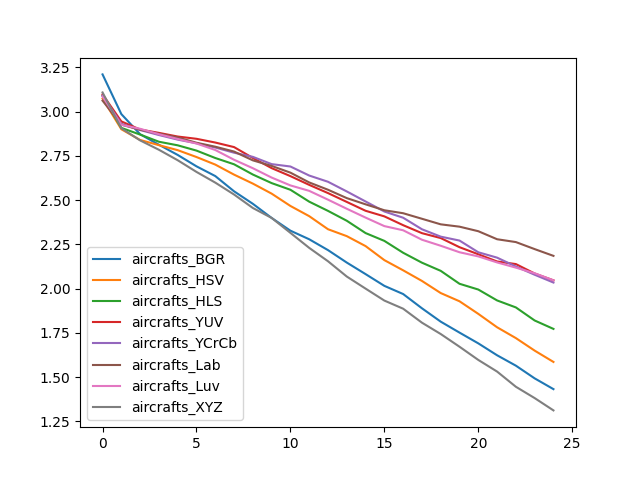 3.25
3.00
2.75
2.50
2.25
2.00
1.75
1.50
1.25
aircrafts_BGR
aircrafts_HSV
aircrafts_HLS
aircrafts_YUV
aircrafts_YCrCb
aircrafts_Lab
aircrafts_Luv
aircrafts_XYZ
0 5 10 15 20 25